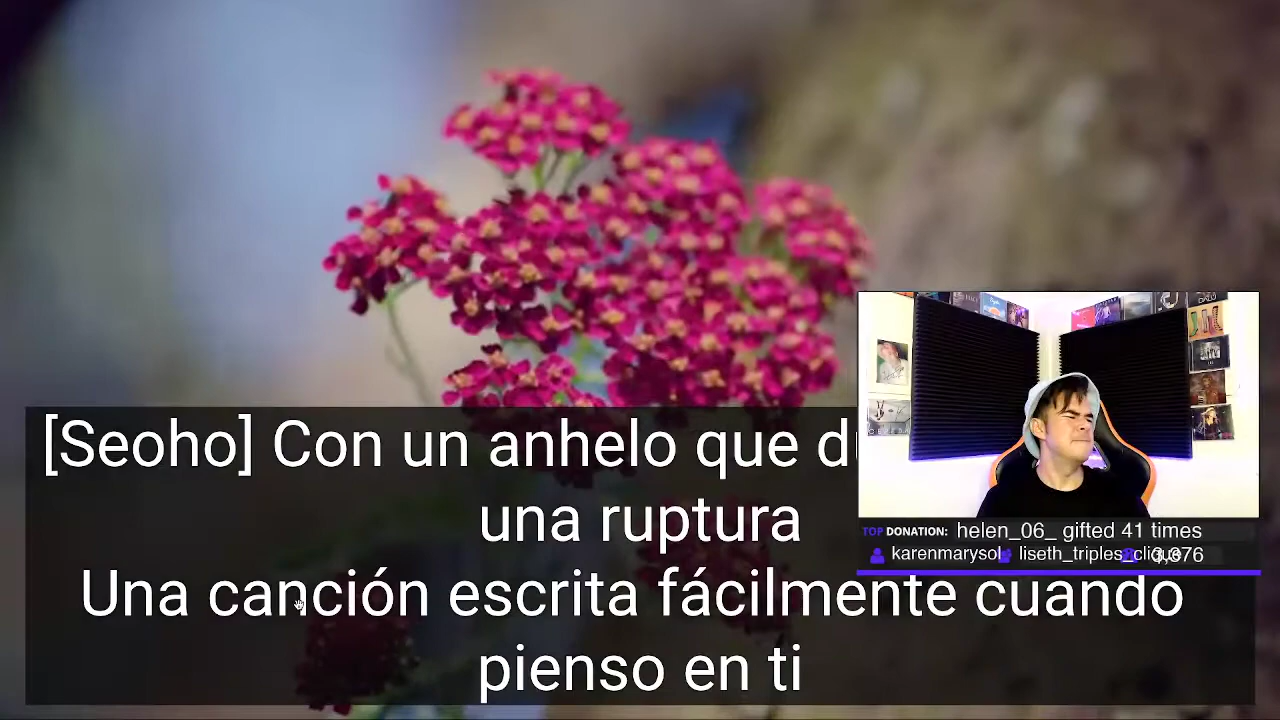 [Seoho] Con un anhelo que
una ruptura
Una canción escrita fácilmente cuando
pienso en ti
TOP DONATION: helen_06_ gifted 41 times
karenmarysol liseth_triples_